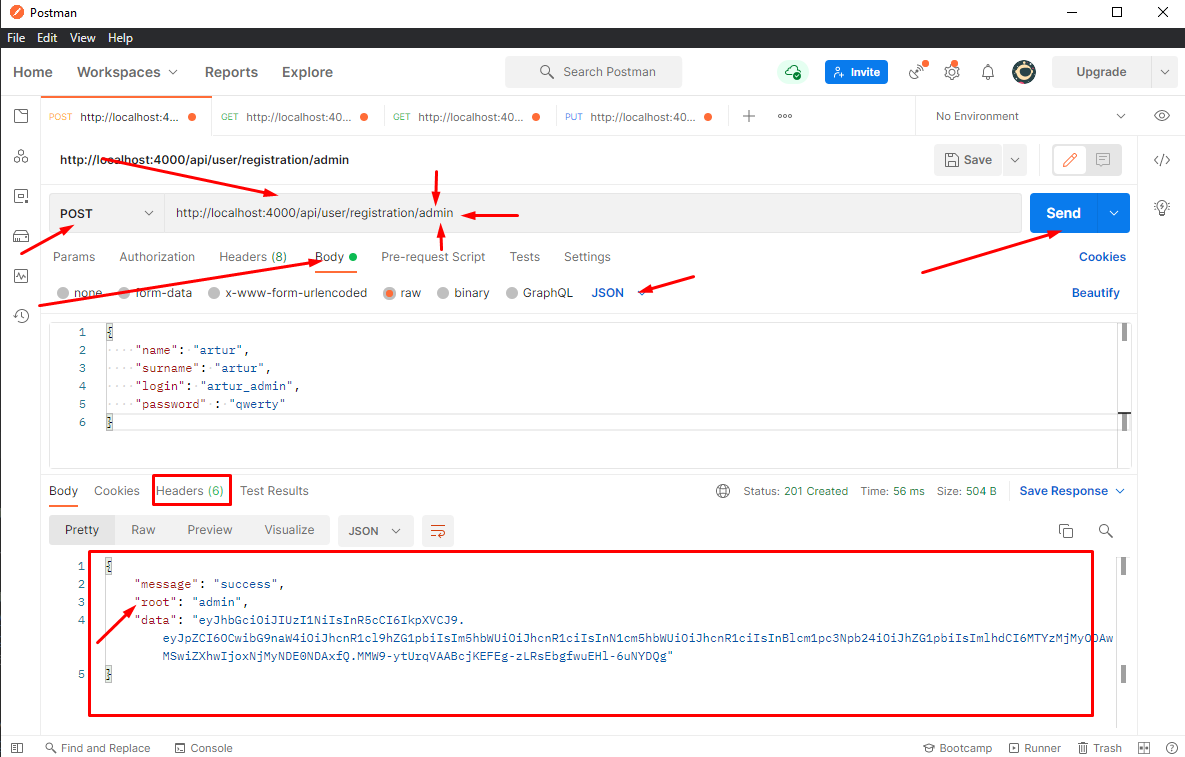 Postman
File Edit View Help
Home Workspaces Reports Explore Search Postman Invite Upgrade
POST http://localhost:4... GET http://localhost:40... GET http://localhost:40... PUT http://localhost:40... No Environment
http://localhost:4000/api/user/registration/admin Save
POST http://localhost:4000/api/user/registration/admin Send
Params Authorization Headers (8) Body Pre-request Script Tests Settings Cookies
none form-data x-www-form-urlencoded raw binary GraphQL JSON Beautify
1 {
2 "name": "artur",
3 "surname": "artur",
4 "login": "artur_admin",
5 "password" : "qwerty"
6 }
Body Cookies Headers (6) Test Results Status: 201 Created Time: 56 ms Size: 504 B Save Response
Pretty Raw Preview Visualize JSON
1 {
2 "message": "success",
3 "root": "admin",
4 "data": "eyJhbGciOiJIUzI1NiIsInR5cCI6IkpXVCJ9.
eyJpZCI6OCwibG9naW4iOiJhcnR1cl9hZG1pbiIsIm5hbWUiOiJhcnR1ciIsInN1cm5hbWUiOiJhcnR1ciIsInBlcm1pc3Npb24iOiJhZG1pbiIsImlhdCI6MTYzMjMyODAw
MSwiZXhwIjoxNjMyNDE0NDAxfQ.MMW9-ytUrqVAABcjKEFEg-zLRsEbgfwuEHl-6uNYDQg"
5 }
Find and Replace Console Bootcamp Runner Trash